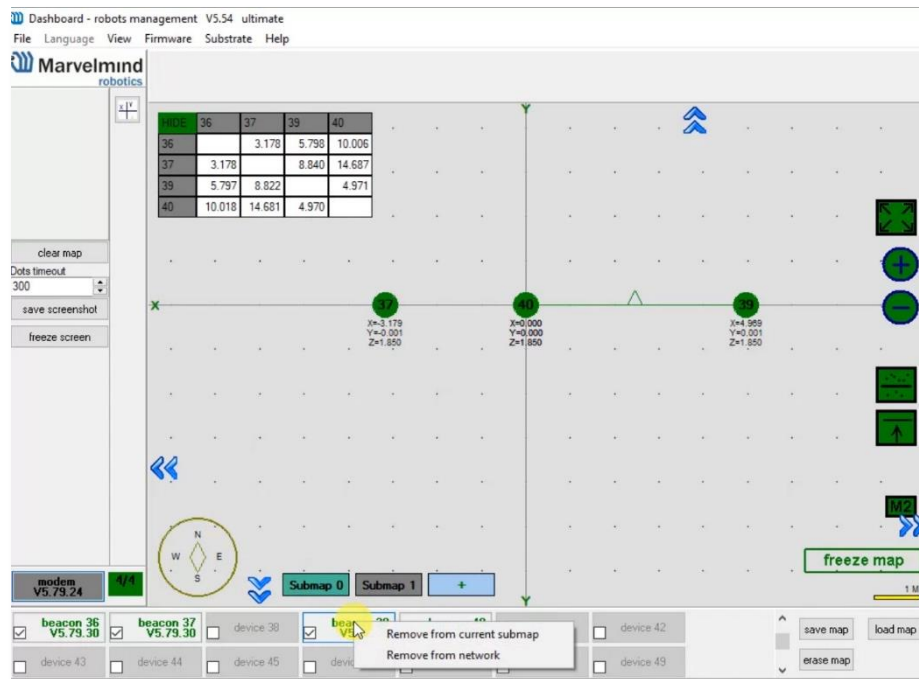 Dashboard - robots management V5.54 ultimate
File Language View Firmware Substrate Help
Marvelmind
robotics
HIDE 36 37 39 40
36 3.178 5.798 10.006
37 3.178 8.840 14.687
39 5.797 8.822 4.971
40 10.018 14.681 4.970
Y
clear map
Dots timeout
300
save screenshot
freeze screen
X
37
X=-3.179
Y=-0.001
Z=1.850
40
X=0.000
Y=0.000
Z=1.850
39
X=4.969
Y=0.001
Z=1.850
M2
N
W E
S
freeze map
modem
V5.79.24
4/4
Submap 0
Submap 1
+
Y
1 M
beacon 36
V5.79.30
beacon 37
V5.79.30
device 38
Remove from current submap
Remove from network
device 42
save map
load map
device 43
device 44
device 45
device 49
erase map